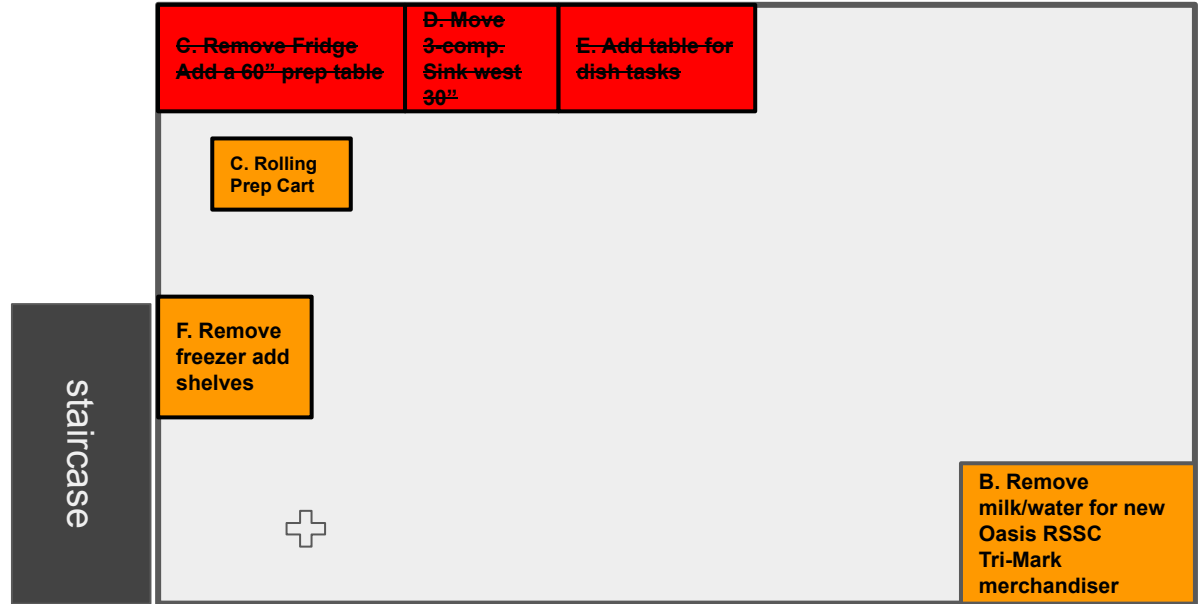 C. Remove Fridge
Add a 60” prep table
D. Move
3-comp.
Sink west
30”
E. Add table for
dish tasks
C. Rolling
Prep Cart
F. Remove
freezer add
shelves
staircase
B. Remove
milk/water for new
Oasis RSSC
Tri-Mark
merchandiser